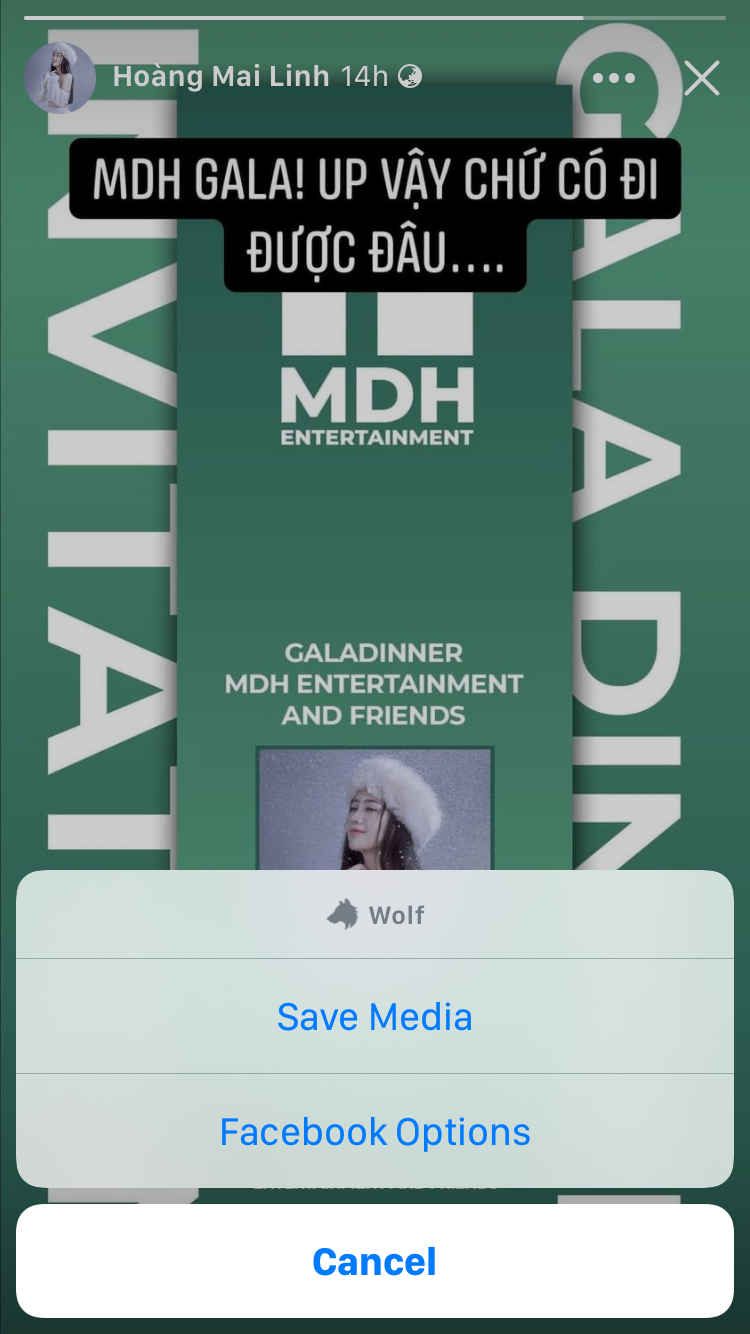 Hoàng Mai Linh 14h
MDH GALA! UP VẬY CHỨ CÓ ĐI
ĐƯỢC ĐÂU....
MDH
ENTERTAINMENT
GALADINNER
MDH ENTERTAINMENT
AND FRIENDS
INVITAT
GALA DIN
Wolf
Save Media
Facebook Options
Cancel